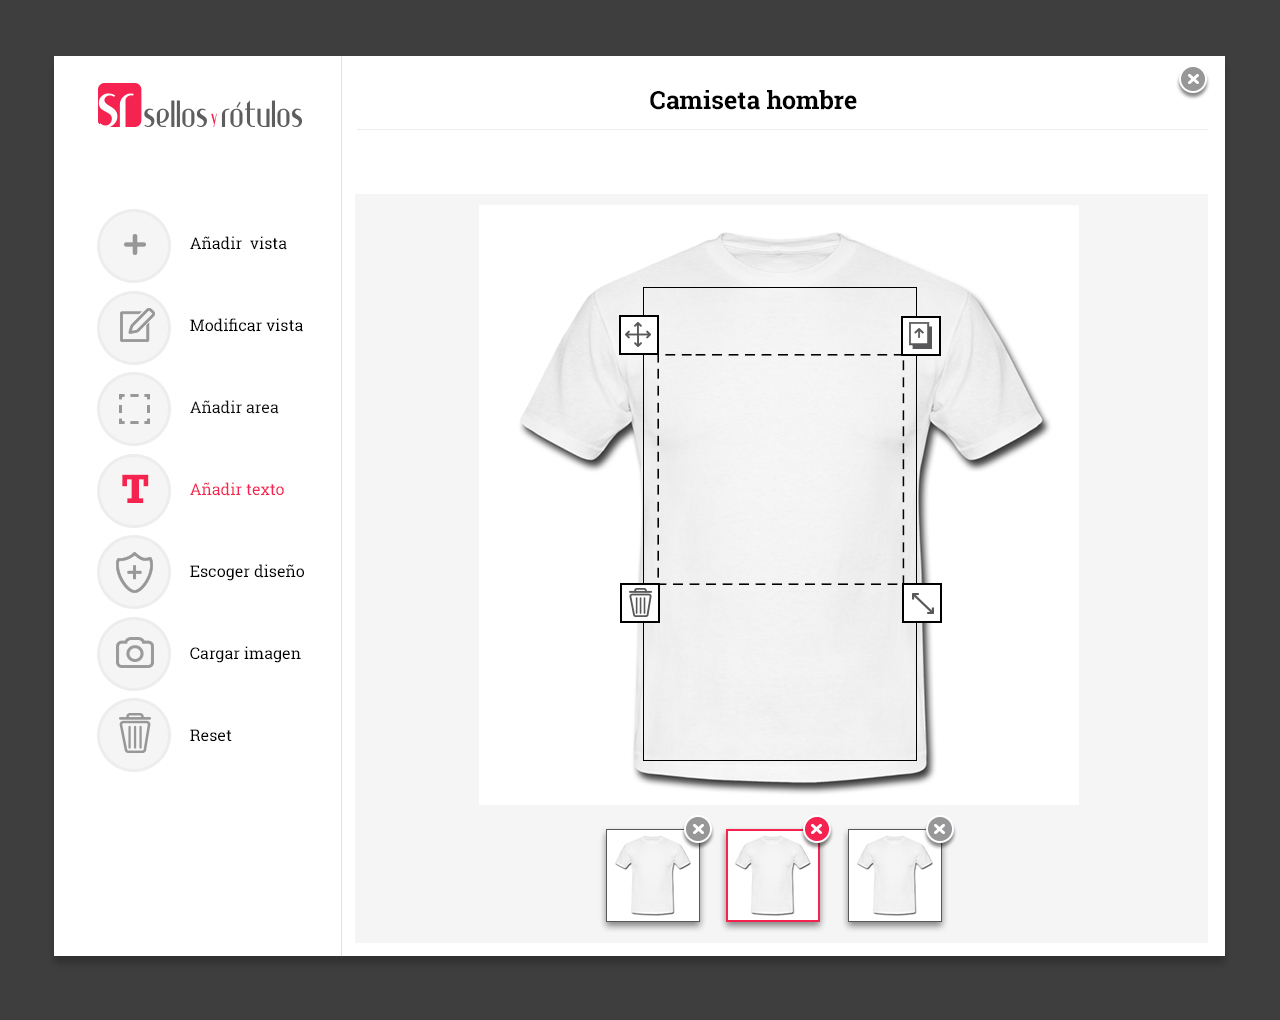 sr sellos y rótulos
Camiseta hombre
Añadir vista
Modificar vista
Añadir area
T Añadir texto
Escoger diseño
Cargar imagen
Reset